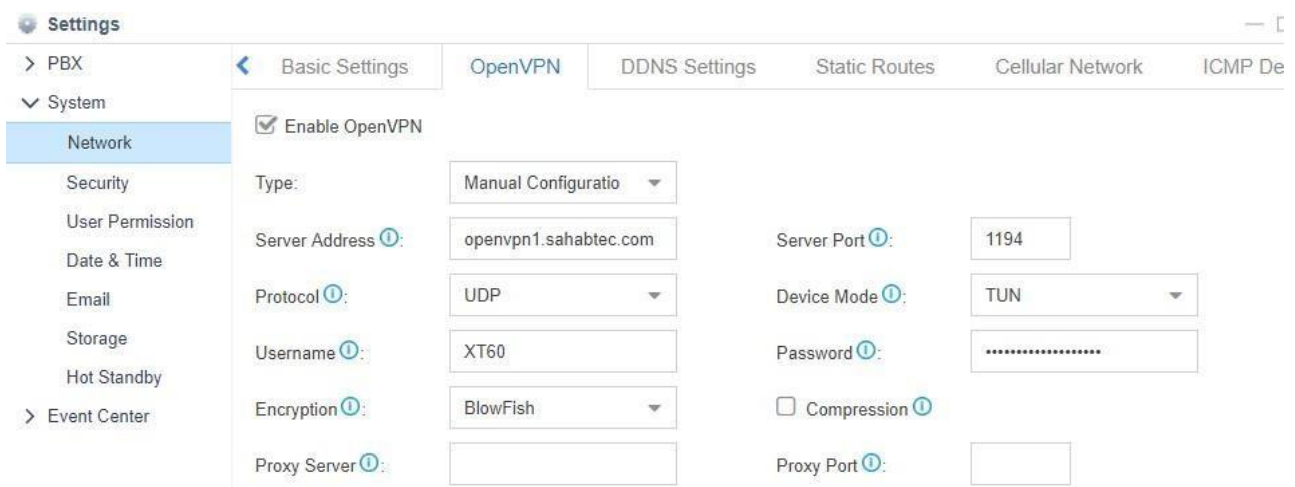 Settings
PBX
System
Network
Security
User Permission
Date & Time
Email
Storage
Hot Standby
Event Center
Basic Settings OpenVPN DDNS Settings Static Routes Cellular Network ICMP De
Enable OpenVPN
Type: Manual Configuratio
Server Address: openvpn1.sahabtec.com Server Port: 1194
Protocol: UDP Device Mode: TUN
Username: XT60 Password: •••••••••••••••••••
Encryption: BlowFish Compression
Proxy Server: Proxy Port: